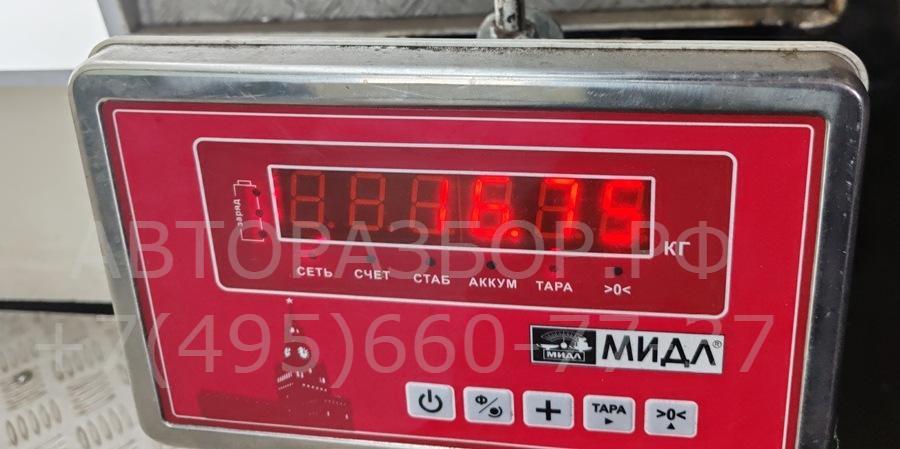 заряд
16.75
кг
АВТОРАЗБОР.РФ
СЕТЬ СЧЕТ СТАБ АККУМ ТАРА >0<
+7(495)660-77-37
МИДЛ МИДЛ®
Ф ТАРА >0<